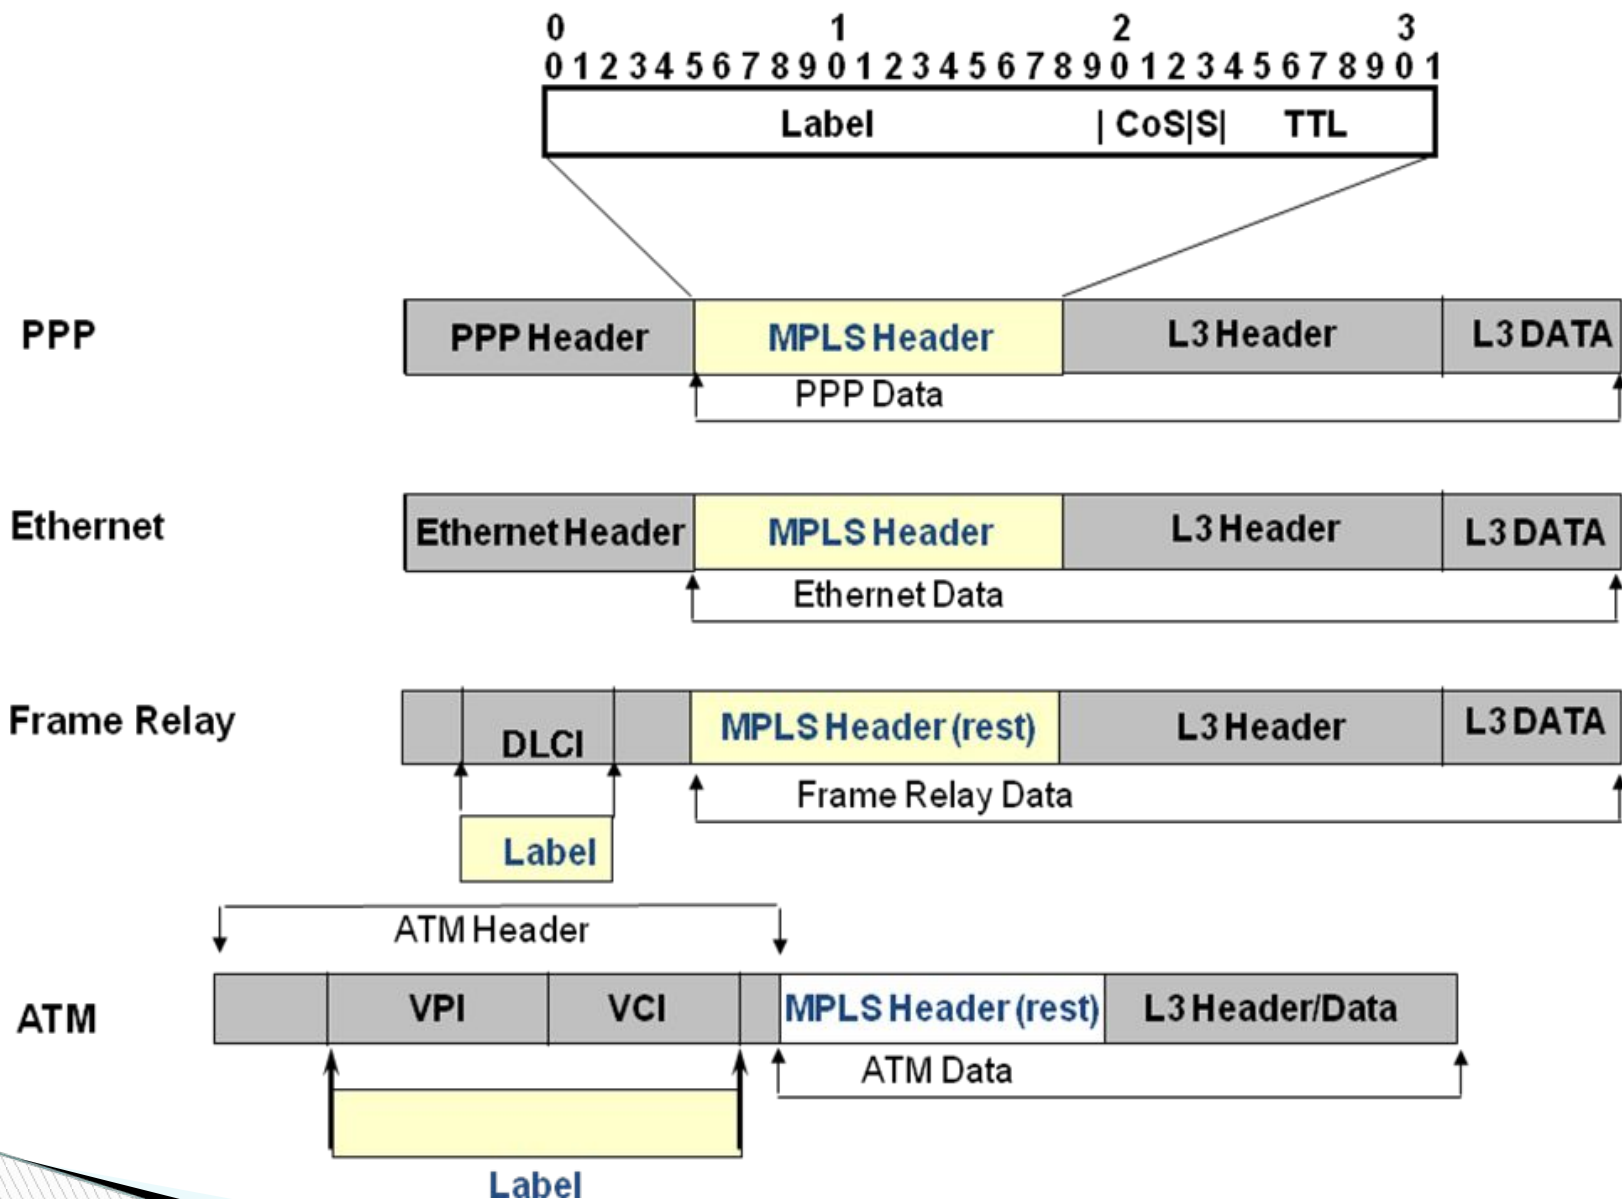 0 1 2 3
0 1 2 3 4 5 6 7 8 9 0 1 2 3 4 5 6 7 8 9 0 1 2 3 4 5 6 7 8 9 0 1
Label | CoS|S| TTL
PPP PPP Header MPLS Header L3 Header L3 DATA
PPP Data
Ethernet Ethernet Header MPLS Header L3 Header L3 DATA
Ethernet Data
Frame Relay DLCI MPLS Header (rest) L3 Header L3 DATA
Frame Relay Data
Label
ATM Header
ATM VPI VCI MPLS Header (rest) L3 Header/Data
ATM Data
Label